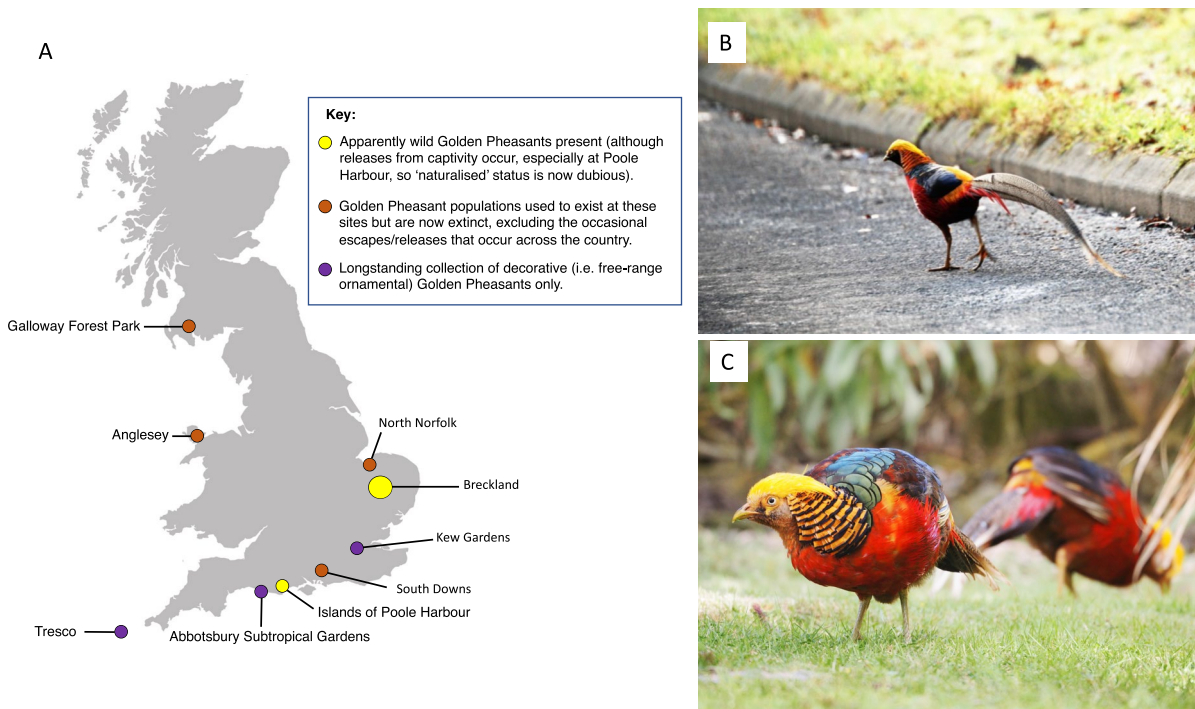 A
Key:
Apparently wild Golden Pheasants present (although
releases from captivity occur, especially at Poole
Harbour, so ‘naturalised’ status is now dubious).
Golden Pheasant populations used to exist at these
sites but are now extinct, excluding the occasional
escapes/releases that occur across the country.
Longstanding collection of decorative (i.e. free-range
ornamental) Golden Pheasants only.
Galloway Forest Park
Anglesey
North Norfolk
Breckland
Kew Gardens
South Downs
Islands of Poole Harbour
Abbotsbury Subtropical Gardens
Tresco
B
C